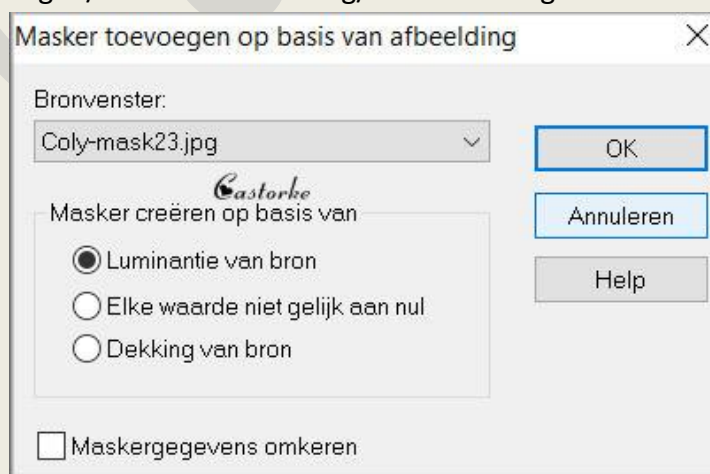 Masker toevoegen op basis van afbeelding
Bronvenster:
Coly-mask23.jpg
OK
Castorke
Masker creëren op basis van
Annuleren
Luminantie van bron
Help
Elke waarde niet gelijk aan nul
Dekking van bron
Maskergegevens omkeren